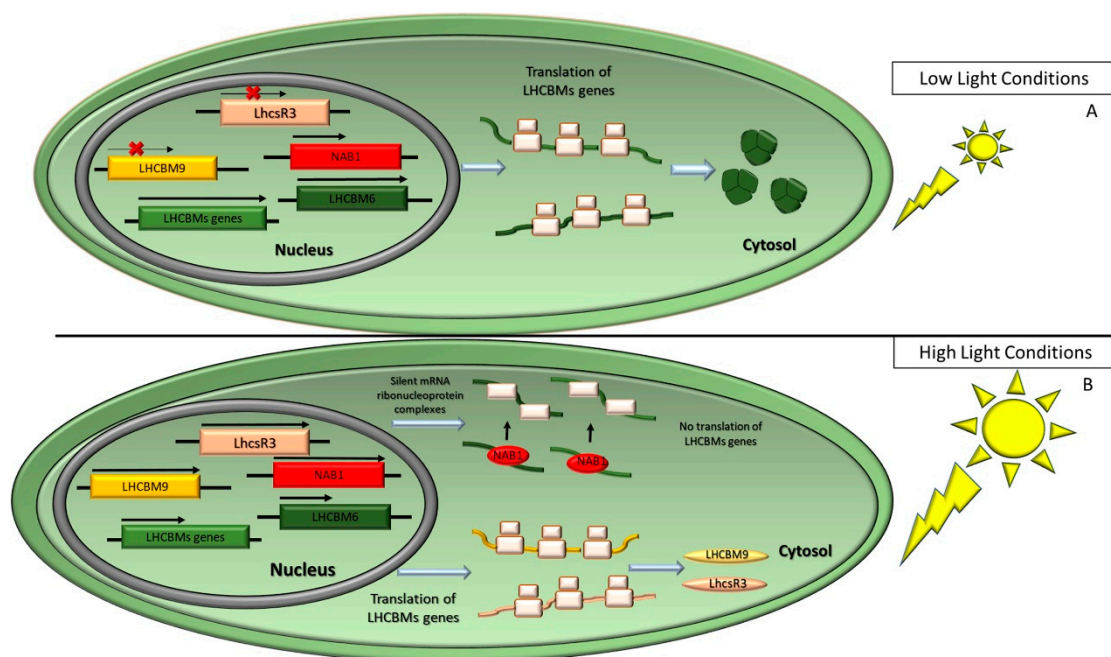 Low Light Conditions
A
Translation of
LHCBMs genes
LhcsR3
NAB1
LHCBM9
LHCBM6
LHCBMs genes
Nucleus
Cytosol
High Light Conditions
B
Silent mRNA
ribonucleoprotein
complexes
No translation of
LHCBMs genes
NAB1
NAB1
LhcsR3
NAB1
LHCBM9
LHCBM6
LHCBMs genes
Nucleus
Translation of
LHCBMs genes
LHCBM9
Cytosol
LhcsR3